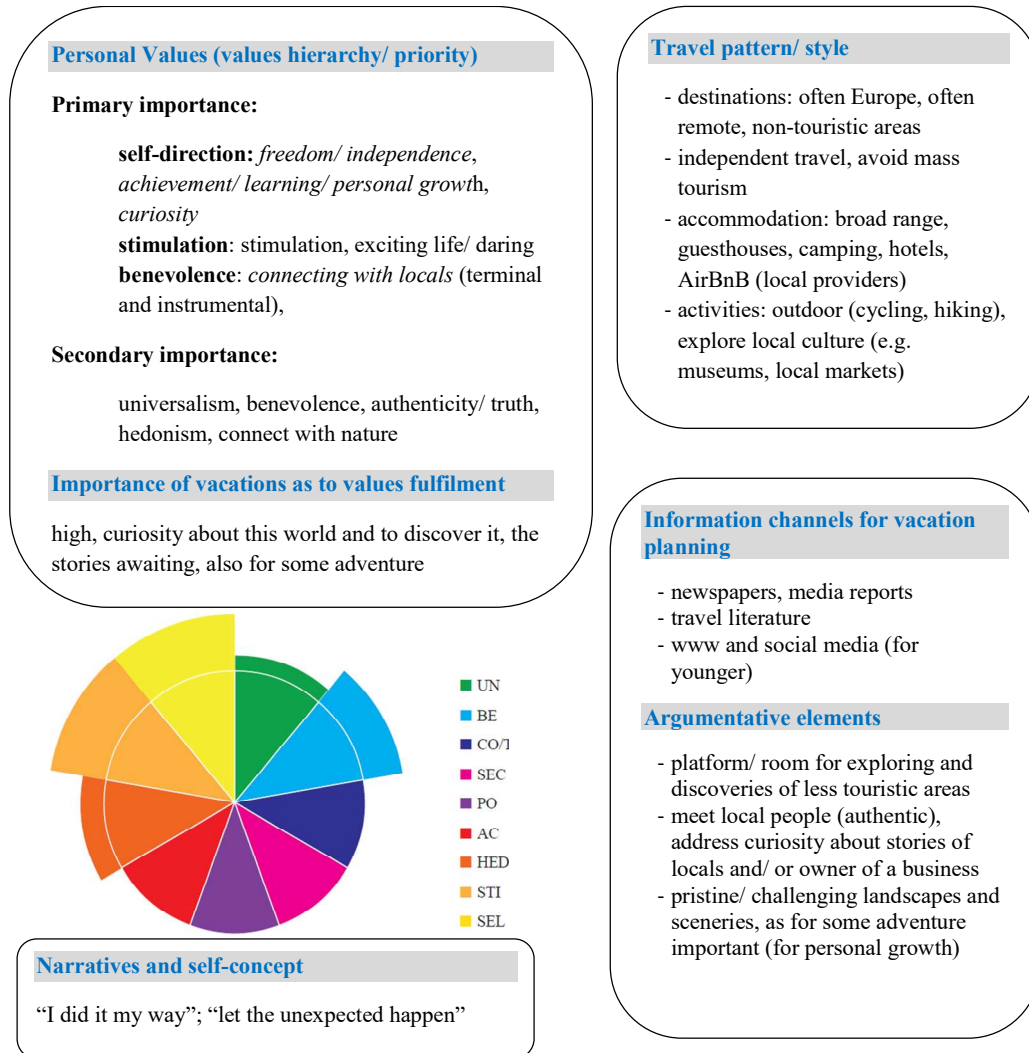 Personal Values (values hierarchy/ priority)
Primary importance:
self-direction: freedom/ independence,
achievement/ learning/ personal growth,
curiosity
stimulation: stimulation, exciting life/ daring
benevolence: connecting with locals (terminal
and instrumental),
Secondary importance:
universalism, benevolence, authenticity/ truth,
hedonism, connect with nature
Importance of vacations as to values fulfilment
high, curiosity about this world and to discover it, the
stories awaiting, also for some adventure
UN
BE
CO/T
SEC
PO
AC
HED
STI
SEL
Narratives and self-concept
“I did it my way”; “let the unexpected happen”
Travel pattern/ style
- destinations: often Europe, often
remote, non-touristic areas
- independent travel, avoid mass
tourism
- accommodation: broad range,
guesthouses, camping, hotels,
AirBnB (local providers)
- activities: outdoor (cycling, hiking),
explore local culture (e.g.
museums, local markets)
Information channels for vacation
planning
- newspapers, media reports
- travel literature
- www and social media (for
younger)
Argumentative elements
- platform/ room for exploring and
discoveries of less touristic areas
- meet local people (authentic),
address curiosity about stories of
locals and/ or owner of a business
- pristine/ challenging landscapes and
sceneries, as for some adventure
important (for personal growth)